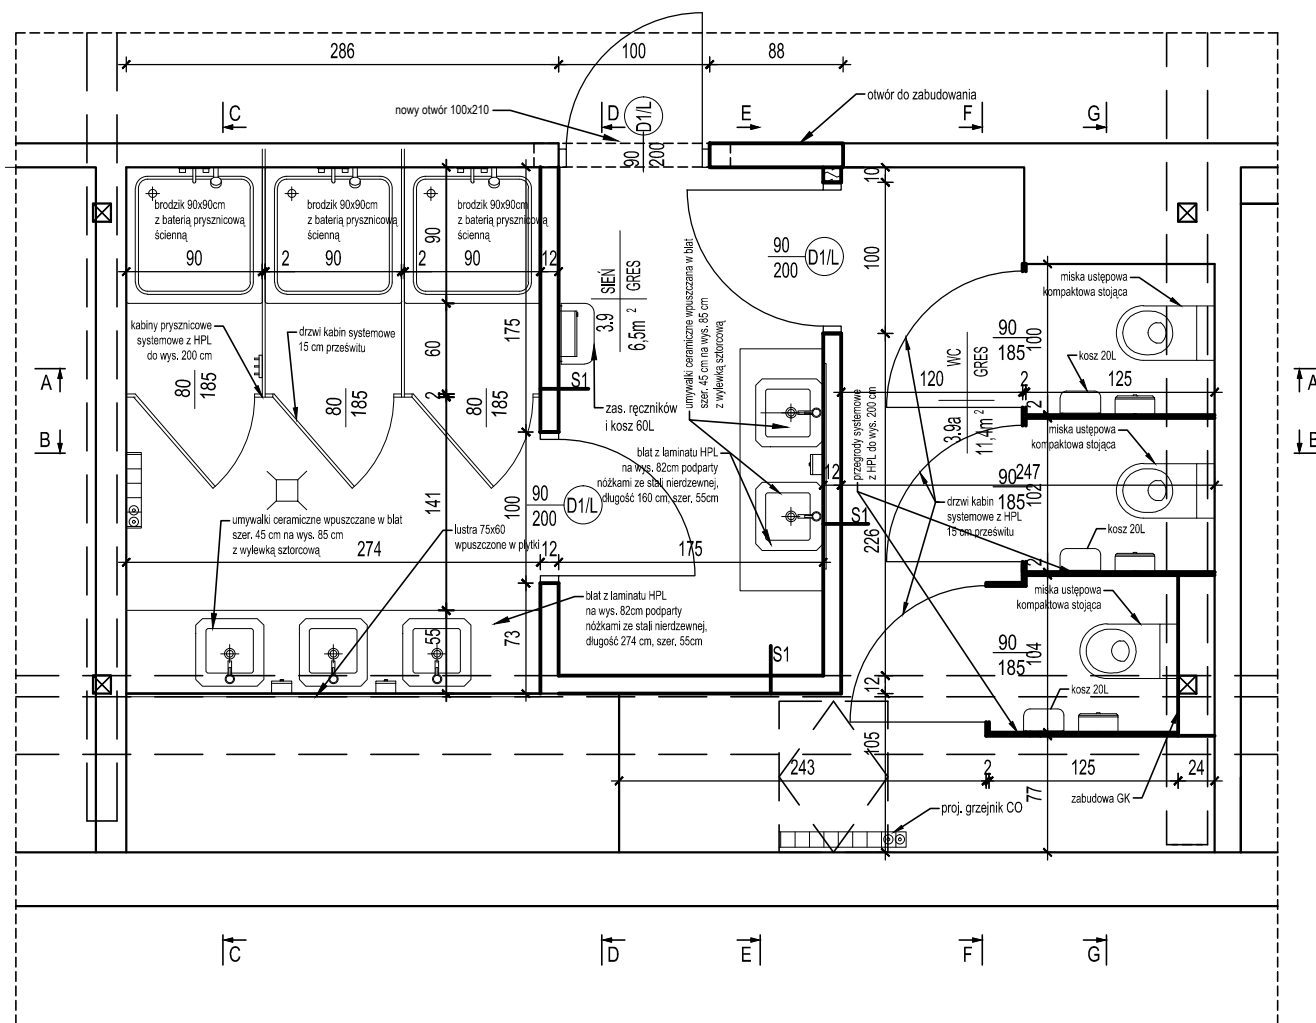 286
100
88
nowy otwór 100x210
otwór do zabudowania
C
D
E
F
G
D1/L
90
200
brodzik 90x90cm
z baterią prysznicową
ścienną
brodzik 90x90cm
z baterią prysznicową
ścienną
brodzik 90x90cm
z baterią prysznicową
ścienną
90
2
90
2
90
12
90
10
100
90
200
D1/L
3.9
SIEŃ
GRES
6,5m²
umywalki ceramiczne wpuszczana w blat
szer. 45 cm na wys. 85 cm
z wylewką sztorcową
miska ustępowa
kompaktowa stojąca
kabiny prysznicowe
systemowe z HPL
do wys. 200 cm
drzwi kabin systemowe
15 cm prześwitu
60
175
90
185
100
WC
GRES
3.9a
11,4m²
kosz 20L
120
2
125
A
A
80
185
80
185
80
185
2
S1
zas. ręczników
i kosz 60L
2
B
B
przegrody systemowe
z HPL do wys. 200 cm
miska ustępowa
kompaktowa stojąca
blat z laminatu HPL
na wys. 82cm podparty
nóżkami ze stali nierdzewnej,
długość 160 cm, szer, 55cm
12
247
90
185
102
141
100
90
200
D1/L
drzwi kabin
systemowe z HPL
15 cm prześwitu
kosz 20L
S1
226
umywalki ceramiczne wpuszczane w blat
szer. 45 cm na wys. 85 cm
z wylewką sztorcową
lustra 75x60
wpuszczone w płytki
274
12
175
2
miska ustępowa
kompaktowa stojąca
blat z laminatu HPL
na wys. 82cm podparty
nóżkami ze stali nierdzewnej,
długość 274 cm, szer, 55cm
55
73
S1
90
185
104
kosz 20L
12
105
243
2
125
24
77
zabudowa GK
proj. grzejnik CO
C
D
E
F
G